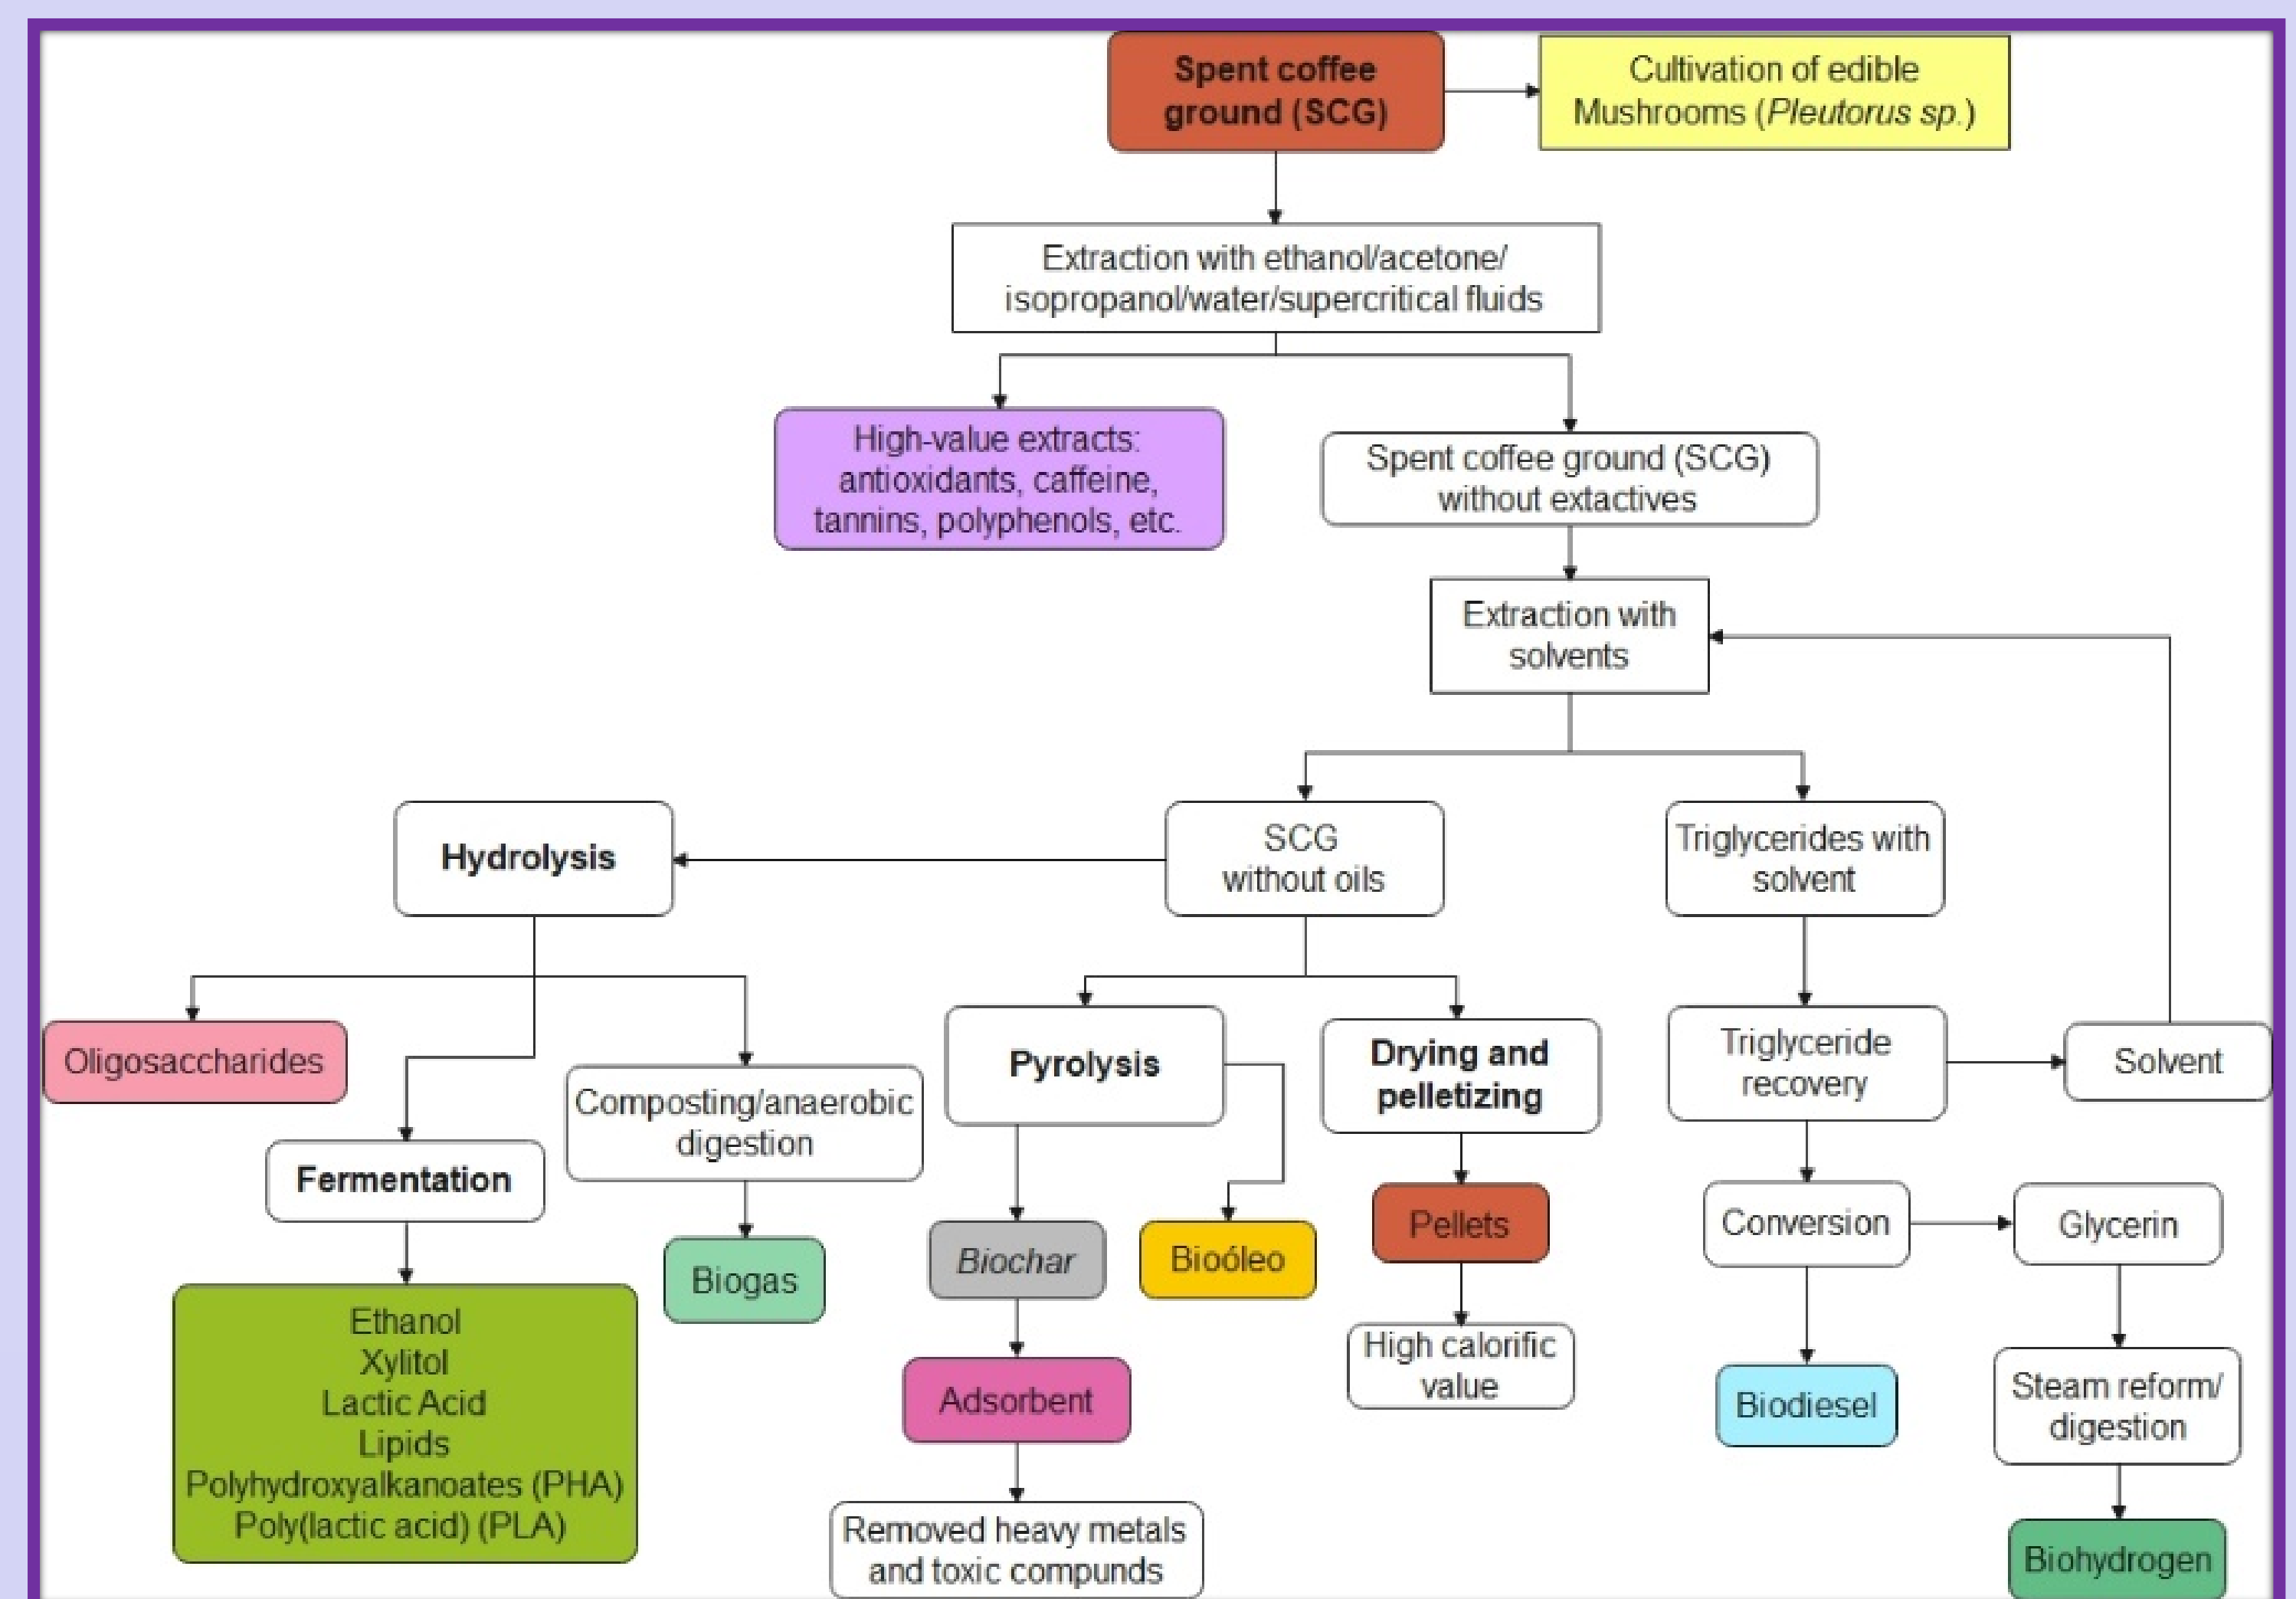 Spent coffee
ground (SCG)
Cultivation of edible
Mushrooms (Pleutorus sp.)
Extraction with ethanol/acetone/
isopropanol/water/supercritical fluids
High-value extracts:
antioxidants, caffeine,
tannins, polyphenols, etc.
Spent coffee ground (SCG)
without extactives
Extraction with
solvents
Hydrolysis
SCG
without oils
Triglycerides with
solvent
Oligosaccharides
Composting/anaerobic
digestion
Pyrolysis
Drying and
pelletizing
Triglyceride
recovery
Solvent
Fermentation
Biogas
Biochar
Bioóleo
Pellets
Conversion
Glycerin
Ethanol
Xylitol
Lactic Acid
Lipids
Polyhydroxyalkanoates (PHA)
Poly(lactic acid) (PLA)
Adsorbent
High calorific
value
Biodiesel
Steam reform/
digestion
Removed heavy metals
and toxic compunds
Biohydrogen